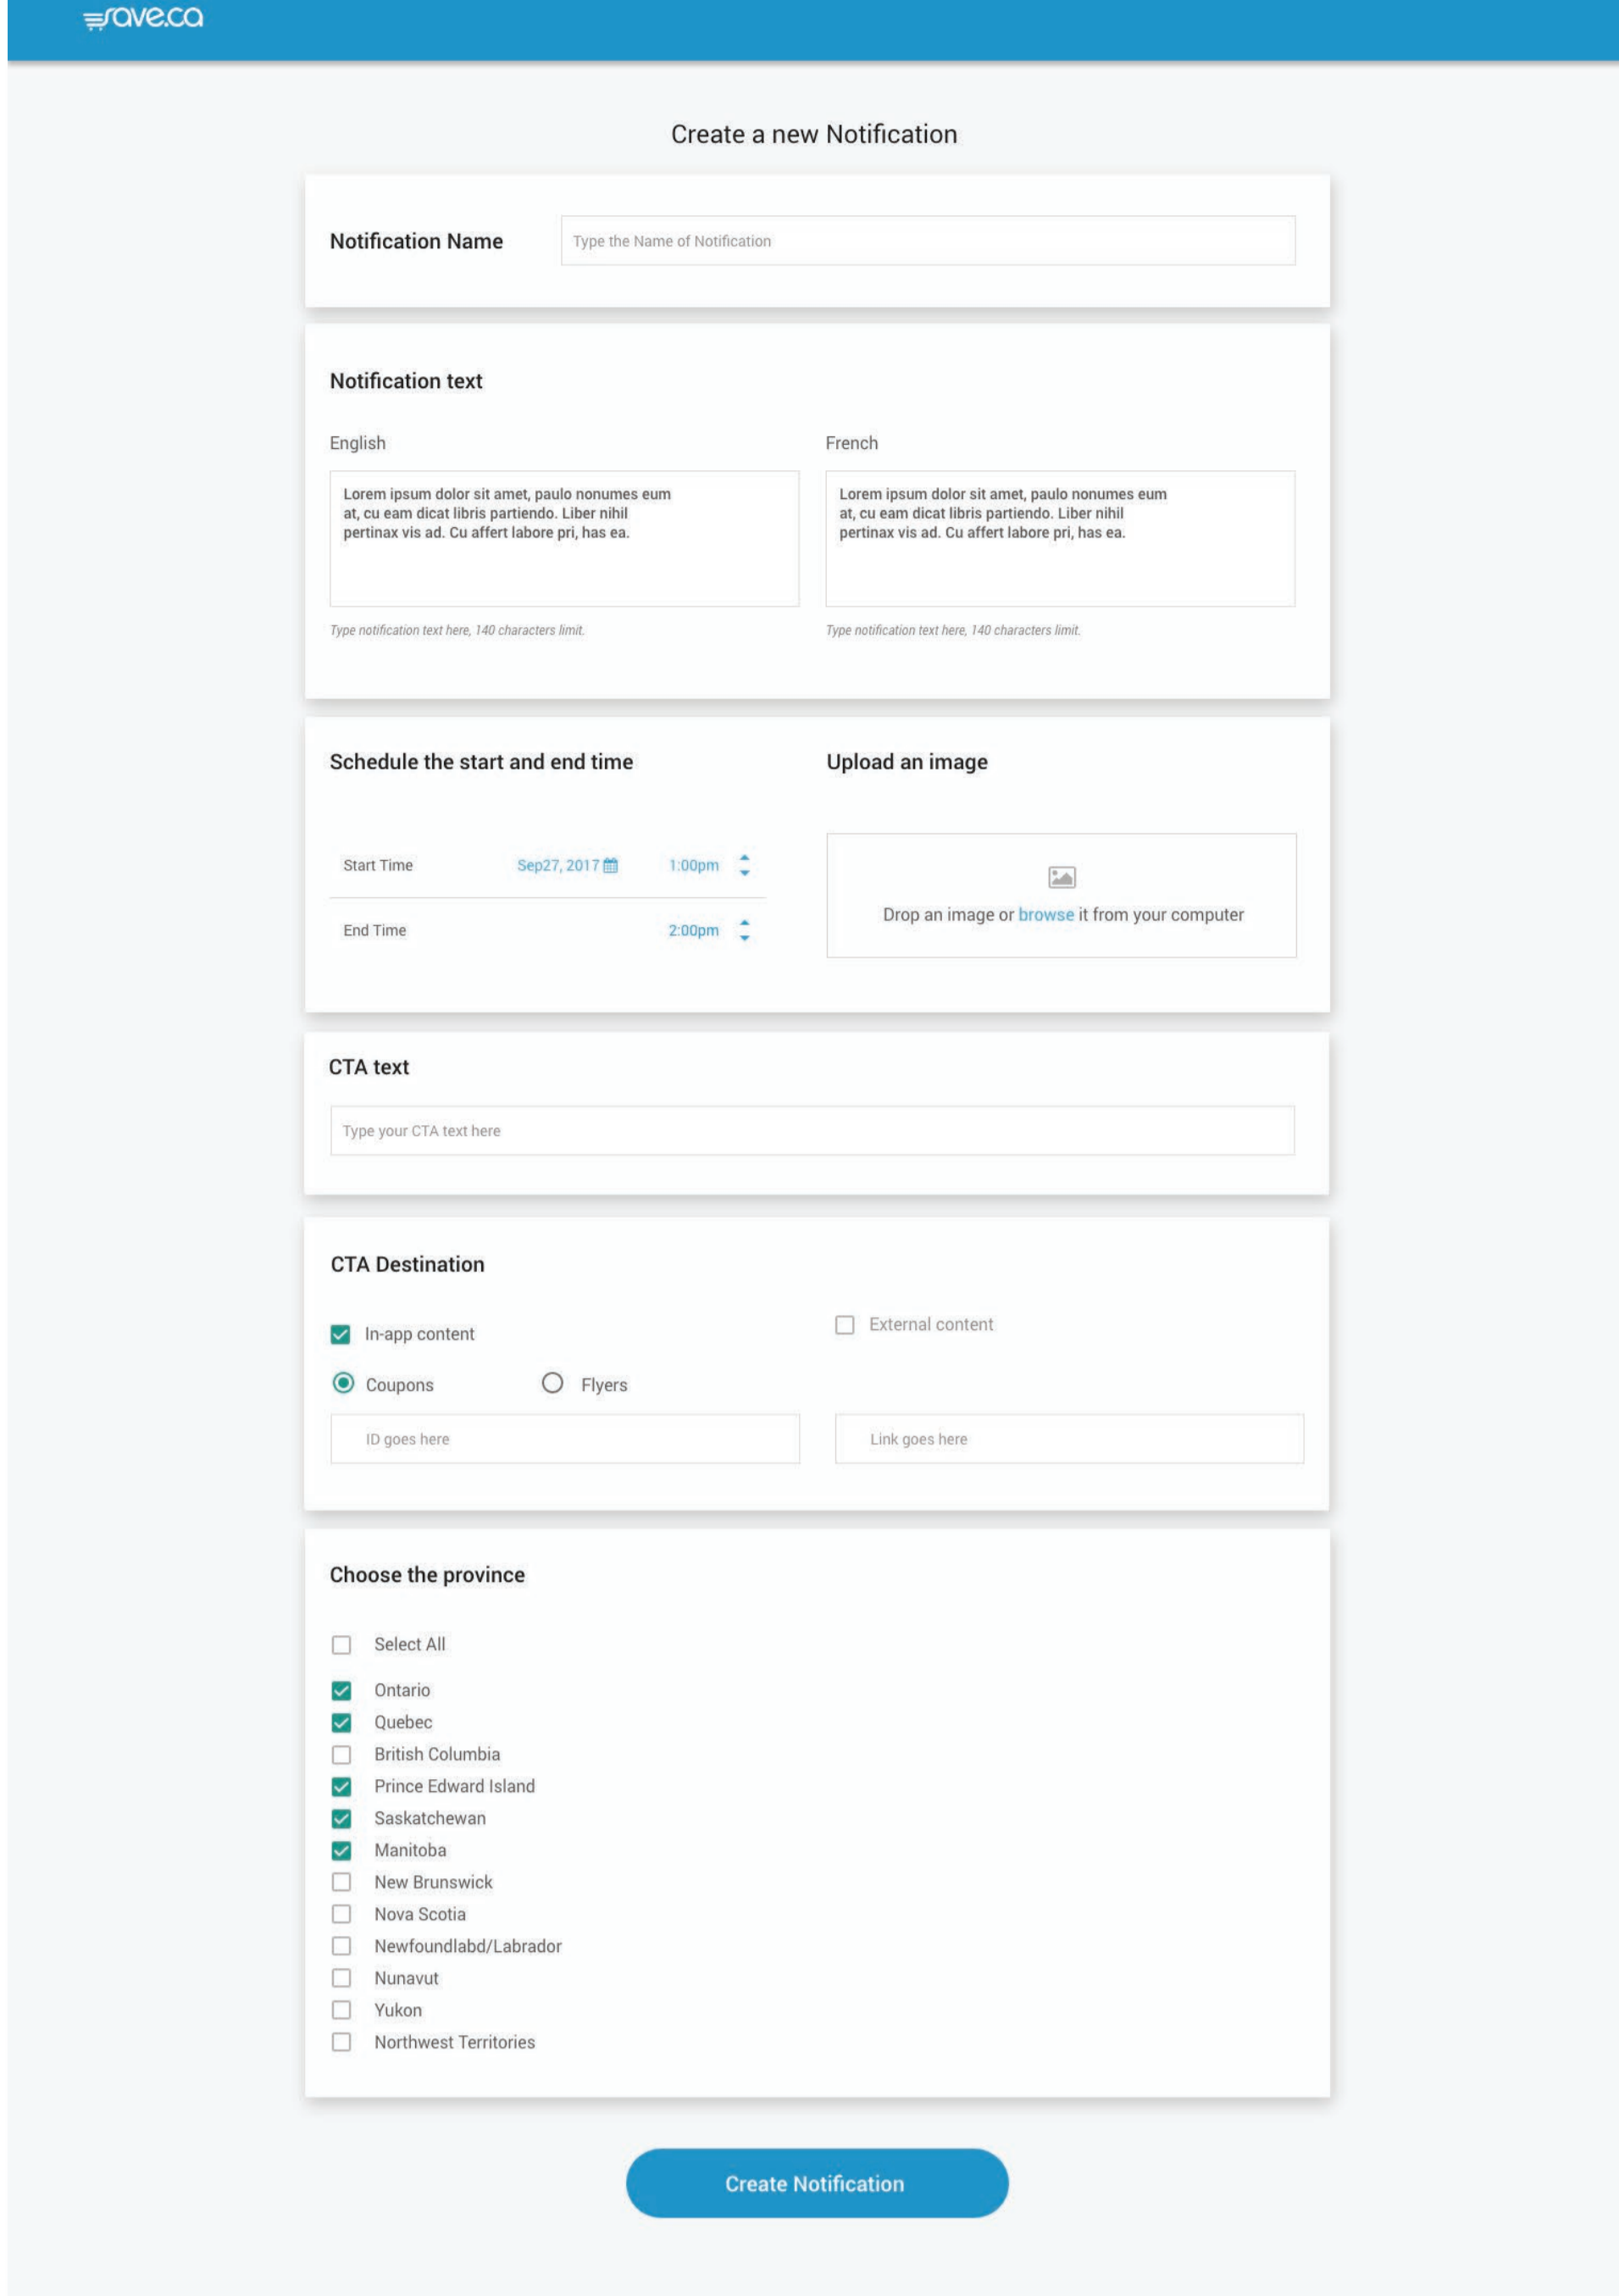 save.ca
Create a new Notification
Notification Name
Type the Name of Notification
Notification text
English
Lorem ipsum dolor sit amet, paulo nonumes eum
at, cu eam dicat libris partiendo. Liber nihil
pertinax vis ad. Cu affert labore pri, has ea.
Type notification text here, 140 characters limit.
French
Lorem ipsum dolor sit amet, paulo nonumes eum
at, cu eam dicat libris partiendo. Liber nihil
pertinax vis ad. Cu affert labore pri, has ea.
Type notification text here, 140 characters limit.
Schedule the start and end time
Start Time Sep27, 2017 1:00pm
End Time 2:00pm
Upload an image
Drop an image or browse it from your computer
CTA text
Type your CTA text here
CTA Destination
In-app content
Coupons Flyers
ID goes here
External content
Link goes here
Choose the province
Select All
Ontario
Quebec
British Columbia
Prince Edward Island
Saskatchewan
Manitoba
New Brunswick
Nova Scotia
Newfoundlabd/Labrador
Nunavut
Yukon
Northwest Territories
Create Notification